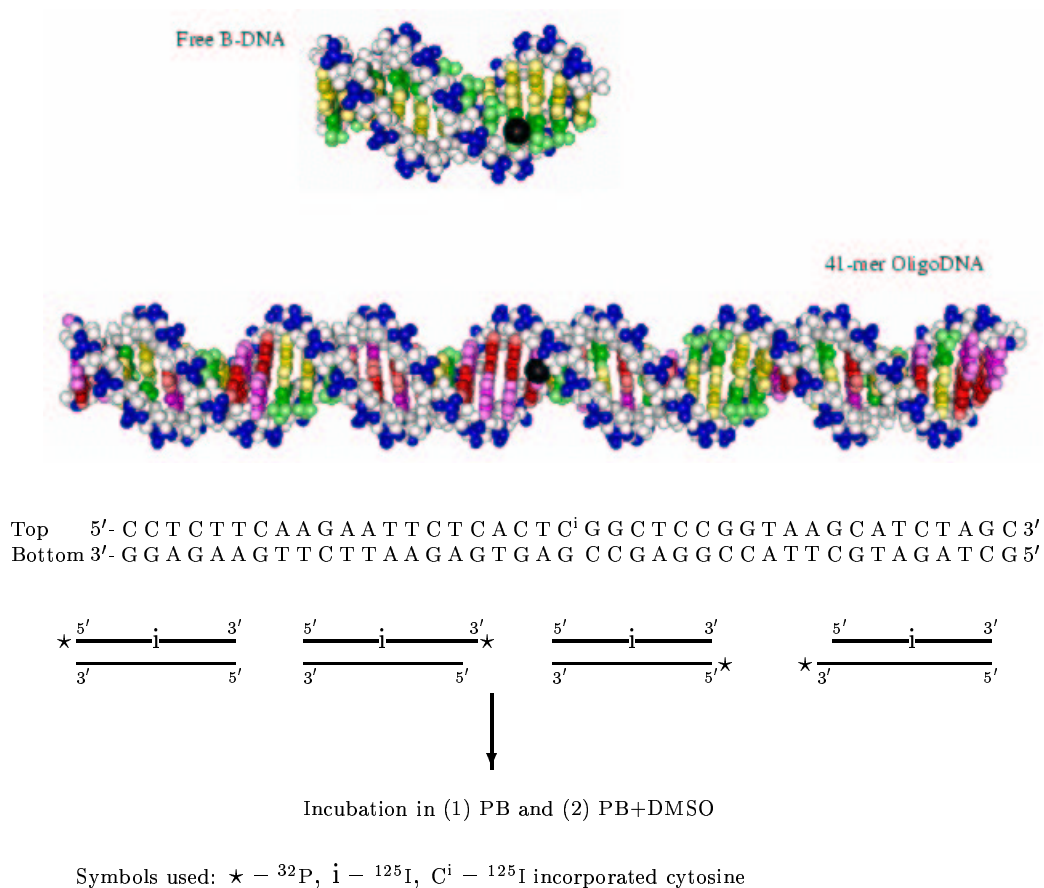 Free B-DNA
41-mer OligoDNA
Top 5′- C C T C T T C A A G A A T T C T C A C T Cⁱ G G C T C C G G T A A G C A T C T A G C 3′
Bottom 3′- G G A G A A G T T C T T A A G A G T G A G C C G A G G C C A T T C G T A G A T C G 5′
⋆ 5′ i 3′ 5′ i 3′ ⋆ 5′ i 3′ 5′ i 3′
3′ 5′ 3′ 5′ 3′ 5′ ⋆ ⋆ 3′ 5′
Incubation in (1) PB and (2) PB+DMSO
Symbols used: ⋆ – ³²P, i – ¹²⁵I, Cⁱ – ¹²⁵I incorporated cytosine